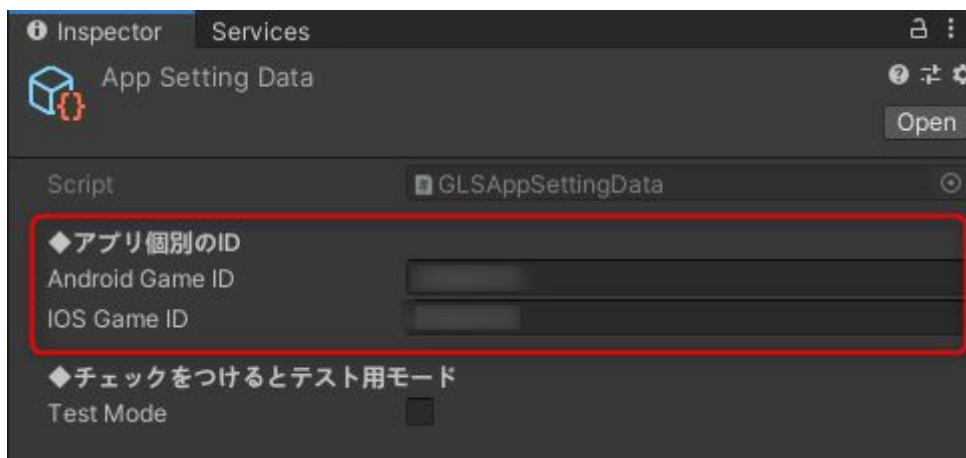 Inspector Services
App Setting Data
Open
Script GLSAppSettingData
◆アプリ個別のID
Android Game ID
IOS Game ID
◆チェックをつけるとテスト用モード
Test Mode